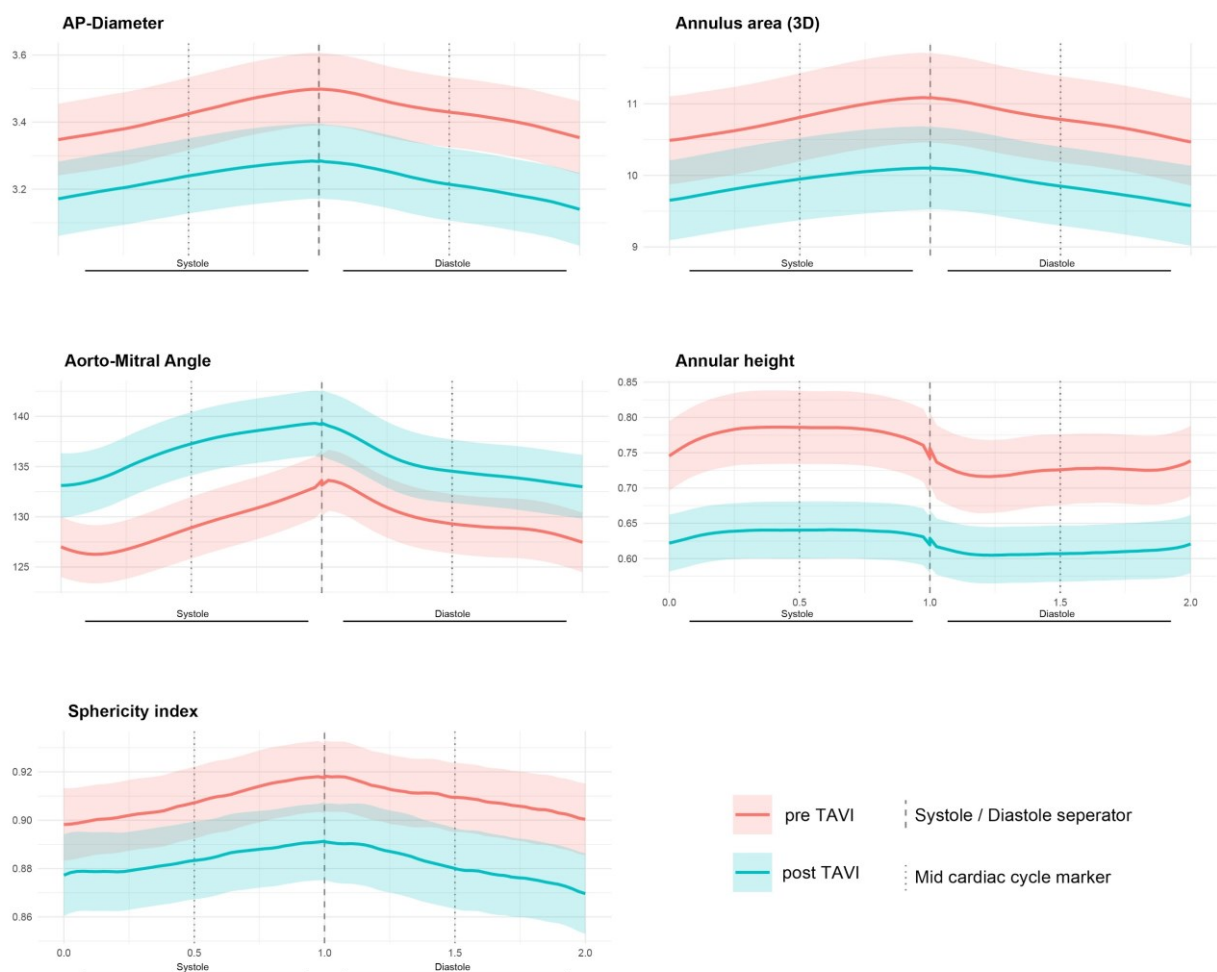 AP-Diameter
3.6
3.4
3.2
Systole
Diastole
Annulus area (3D)
11
10
9
Systole
Diastole
Aorto-Mitral Angle
140
135
130
125
Systole
Diastole
Annular height
0.85
0.80
0.75
0.70
0.65
0.60
0.0 0.5 1.0 1.5 2.0
Systole
Diastole
Sphericity index
0.92
0.90
0.88
0.86
0.0 0.5 1.0 1.5 2.0
Systole
Diastole
pre TAVI
Systole / Diastole seperator
post TAVI
Mid cardiac cycle marker